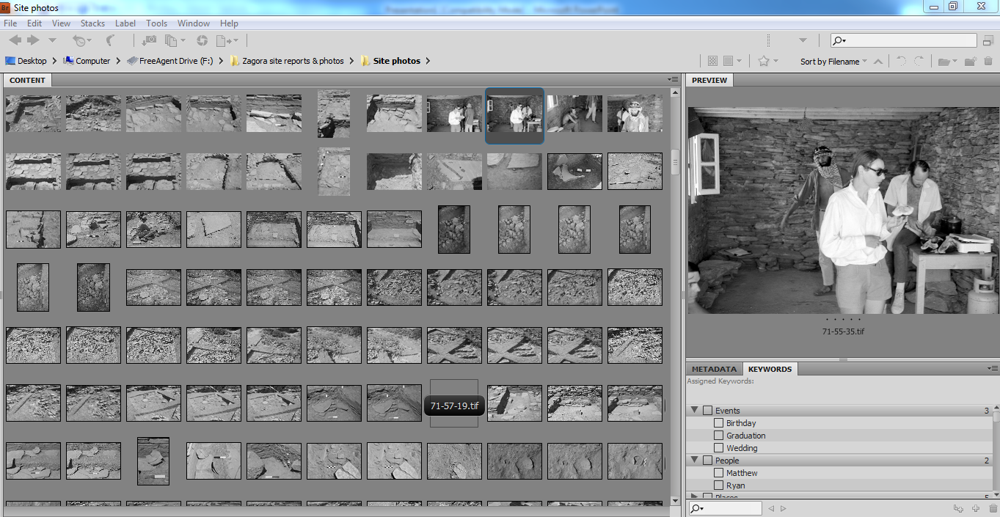 Br Site photos
File Edit View Stacks Label Tools Window Help
Desktop Computer FreeAgent Drive (F:) Zagora site reports & photos Site photos Sort by Filename
CONTENT
PREVIEW
71-55-35.tif
METADATA KEYWORDS
Assigned Keywords:
Events 3
Birthday
Graduation
Wedding
People 2
Matthew
Ryan
Places 5
71-57-19.tif